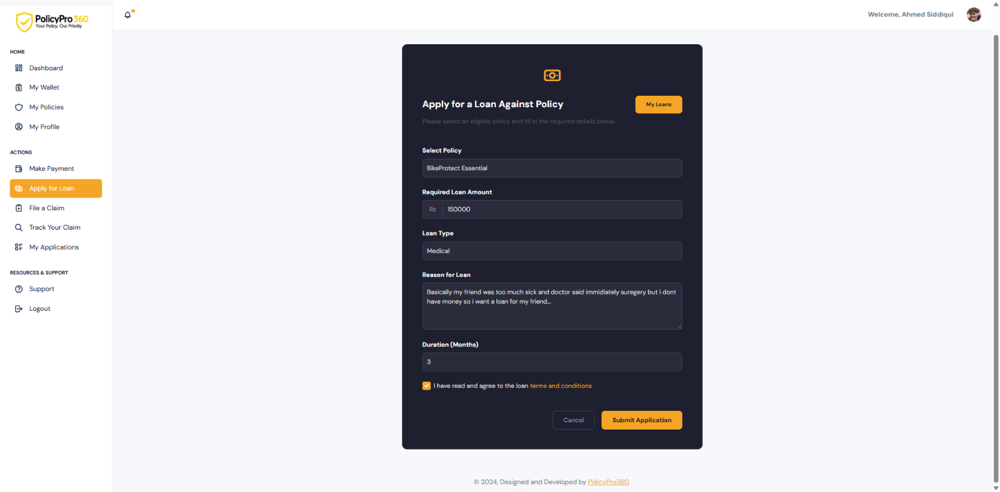 PolicyPro360
Your Policy. Our Priority
Welcome, Ahmed Siddiqui
HOME
Dashboard
My Wallet
My Policies
My Profile
ACTIONS
Make Payment
Apply for Loan
File a Claim
Track Your Claim
My Applications
RESOURCES & SUPPORT
Support
Logout
Apply for a Loan Against Policy
My Loans
Please select an eligible policy and fill in the required details below.
Select Policy
BikeProtect Essential
Required Loan Amount
Rs 150000
Loan Type
Medical
Reason for Loan
Basically my friend was too much sick and doctor said immidiately suregery but i dont
have money so i want a loan for my friend...
Duration (Months)
3
I have read and agree to the loan terms and conditions
Cancel
Submit Application
© 2024, Designed and Developed by PolicyPro360